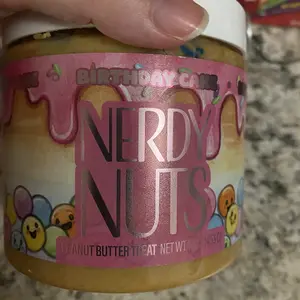 BIRTHDAY CAKE
NERDY
NUTS
PEANUT BUTTER TREAT NET WT